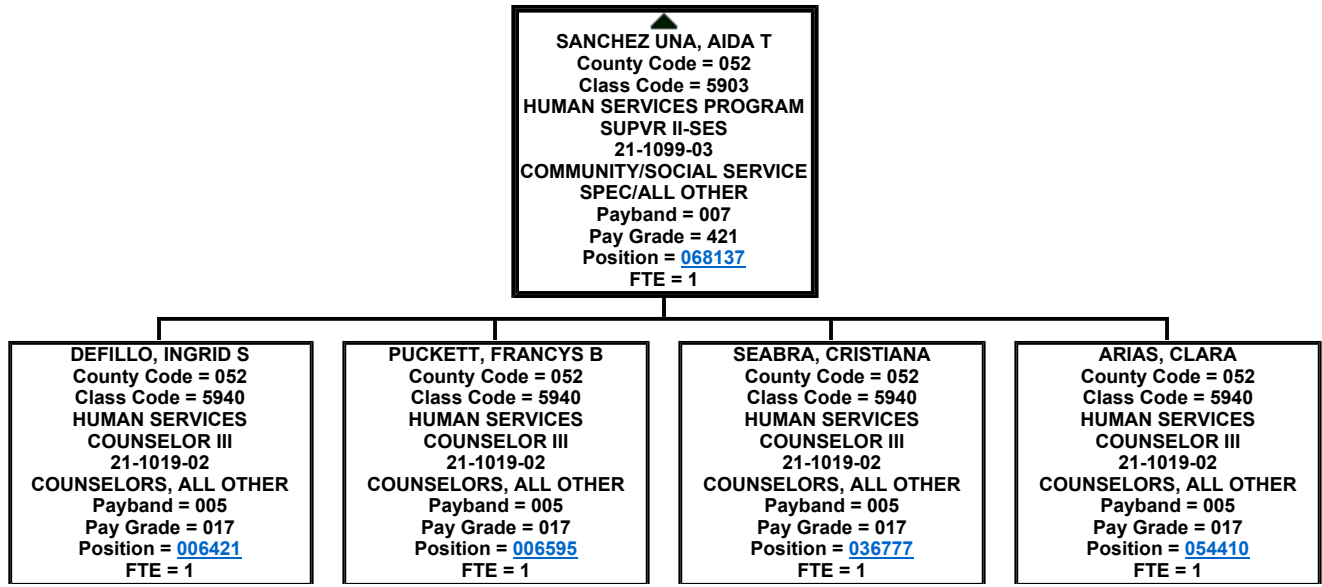 SANCHEZ UNA, AIDA T
County Code = 052
Class Code = 5903
HUMAN SERVICES PROGRAM
SUPVR II-SES
21-1099-03
COMMUNITY/SOCIAL SERVICE
SPEC/ALL OTHER
Payband = 007
Pay Grade = 421
Position = 068137
FTE = 1
DEFILLO, INGRID S
County Code = 052
Class Code = 5940
HUMAN SERVICES
COUNSELOR III
21-1019-02
COUNSELORS, ALL OTHER
Payband = 005
Pay Grade = 017
Position = 006421
FTE = 1
PUCKETT, FRANCYS B
County Code = 052
Class Code = 5940
HUMAN SERVICES
COUNSELOR III
21-1019-02
COUNSELORS, ALL OTHER
Payband = 005
Pay Grade = 017
Position = 006595
FTE = 1
SEABRA, CRISTIANA
County Code = 052
Class Code = 5940
HUMAN SERVICES
COUNSELOR III
21-1019-02
COUNSELORS, ALL OTHER
Payband = 005
Pay Grade = 017
Position = 036777
FTE = 1
ARIAS, CLARA
County Code = 052
Class Code = 5940
HUMAN SERVICES
COUNSELOR III
21-1019-02
COUNSELORS, ALL OTHER
Payband = 005
Pay Grade = 017
Position = 054410
FTE = 1